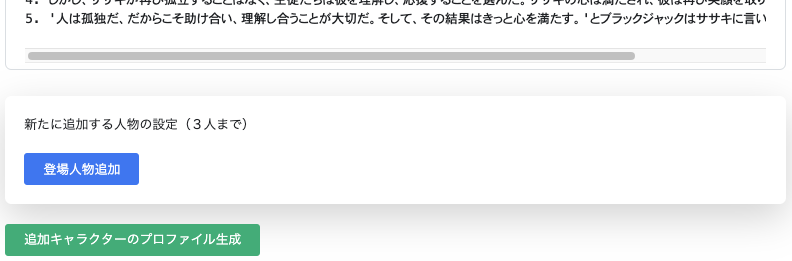 4. しかし、ササキが再び孤立することはなく、生徒たちは彼を理解し、応援することを選んだ。ササキの心は満たされ、彼は再び笑顔を取り
5. '人は孤独だ、だからこそ助け合い、理解し合うことが大切だ。そして、その結果はきっと心を満たす。'とブラックジャックはササキに言い
新たに追加する人物の設定（３人まで）
登場人物追加
追加キャラクターのプロファイル生成